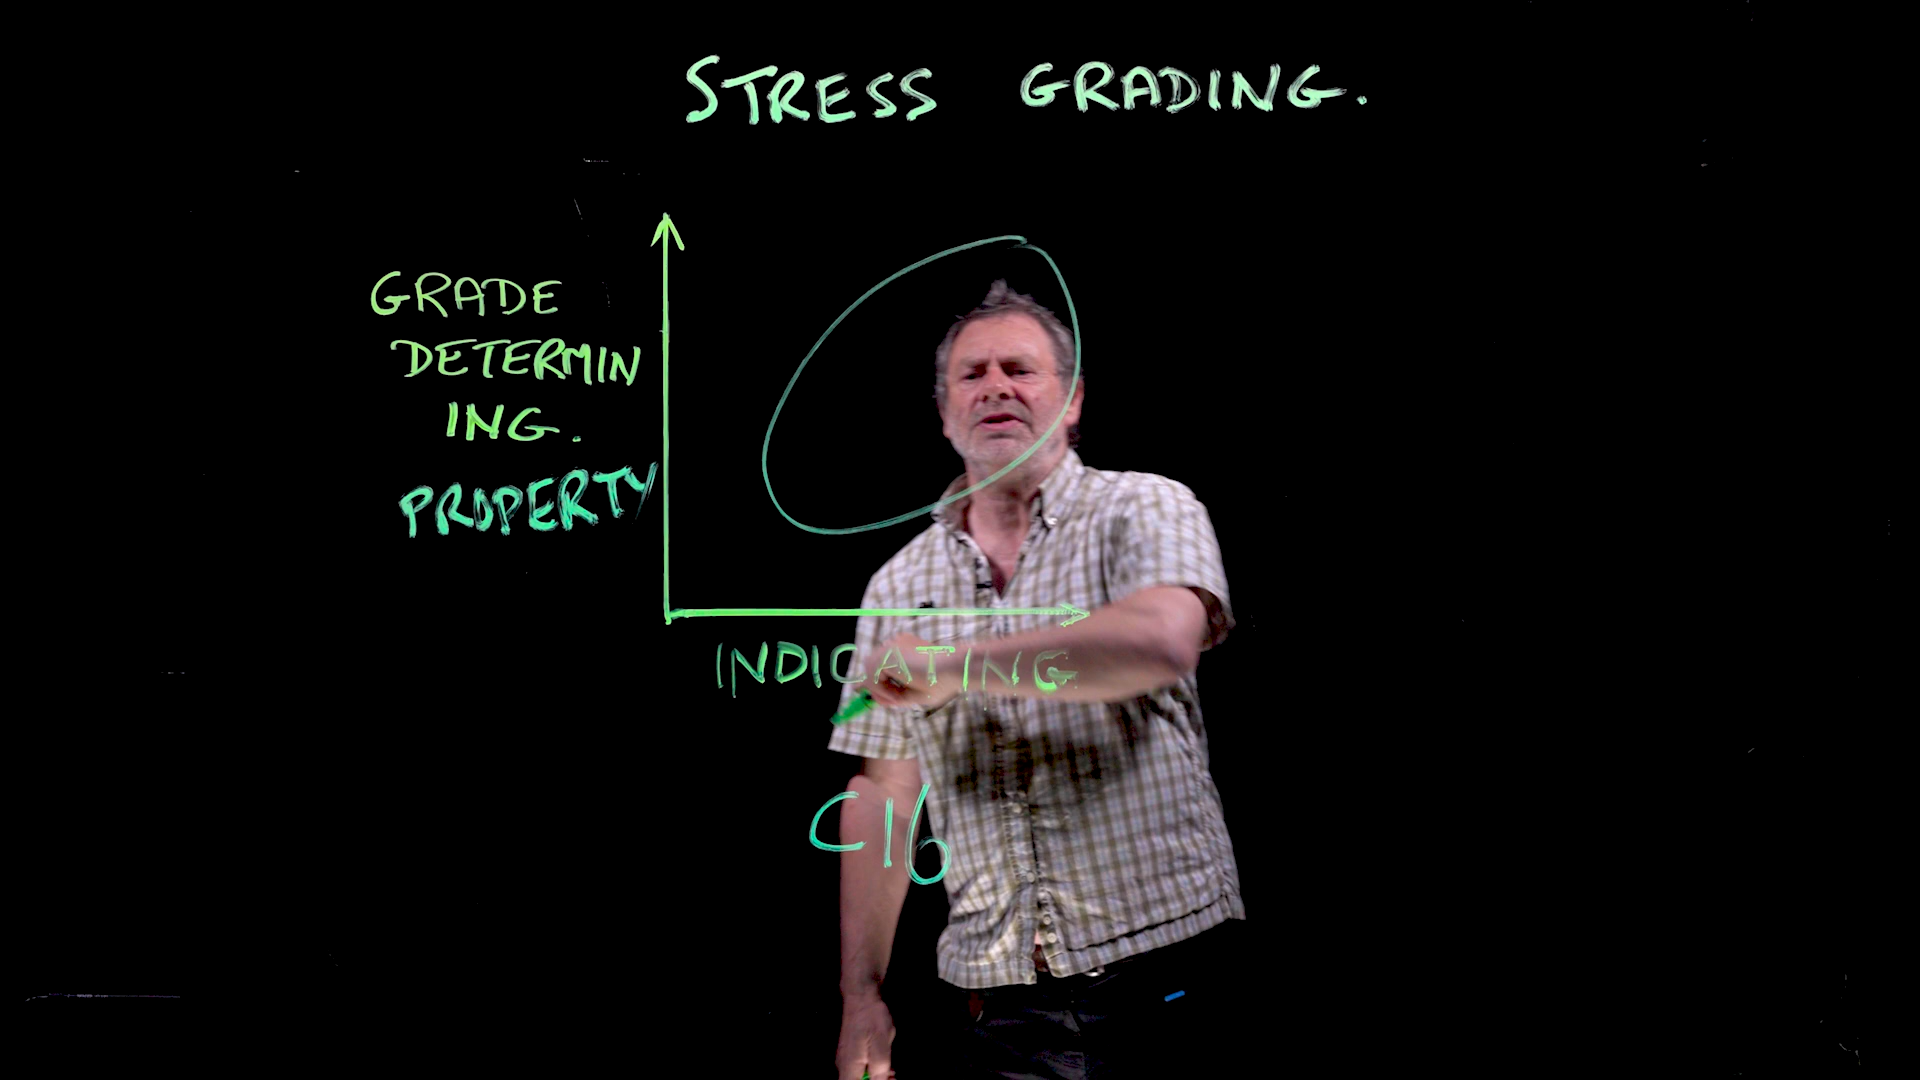 STRESS GRADING.
GRADE
DETERMIN
ING.
PROPERTY
INDICATING
C16